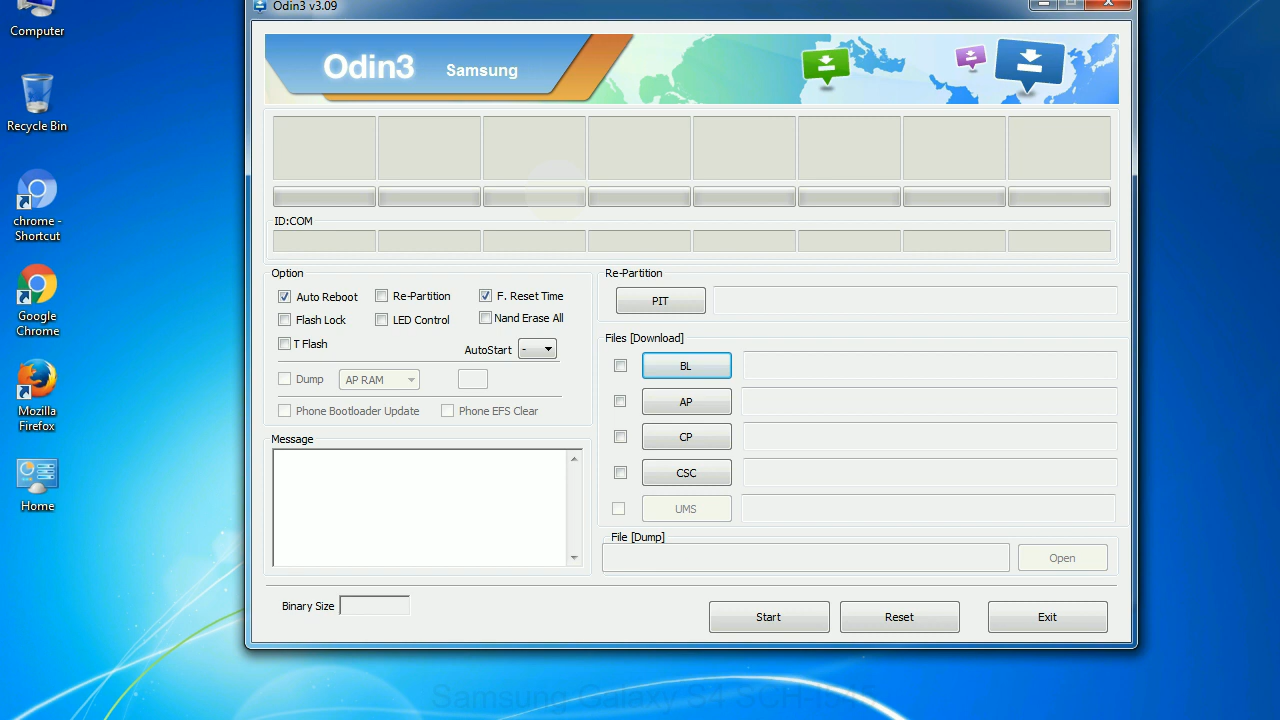 Odin3 v3.09
Computer
Recycle Bin
chrome -
Shortcut
Google
Chrome
Mozilla
Firefox
Home
Odin3 Samsung
ID:COM
Option
Auto Reboot
Re-Partition
F. Reset Time
Flash Lock
LED Control
Nand Erase All
T Flash
AutoStart
-
Dump
AP RAM
Phone Bootloader Update
Phone EFS Clear
Message
Re-Partition
PIT
Files [Download]
BL
AP
CP
CSC
UMS
File [Dump]
Open
Binary Size
Start
Reset
Exit
Samsung Galaxy S4